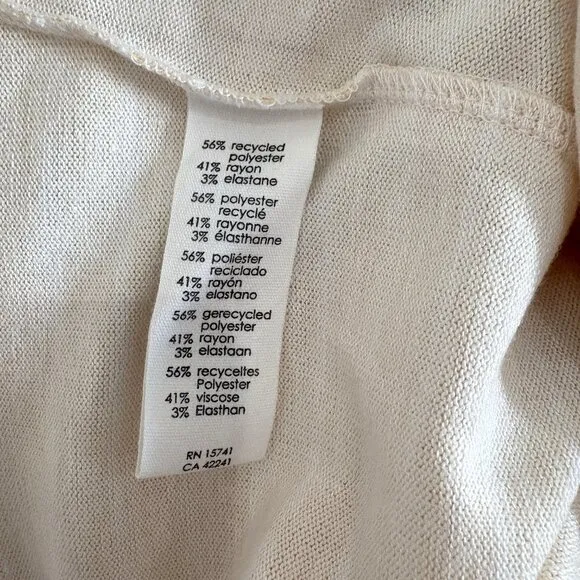 56% recycled
polyester
41% rayon
3% elastane
56% polyester
recyclé
41% rayonne
3% élasthanne
56% poliéster
reciclado
41% rayón
3% elastano
56% gerecycled
polyester
41% rayon
3% elastaan
56% recyceltes
Polyester
41% viscose
3% Elasthan
RN 15741
CA 42241